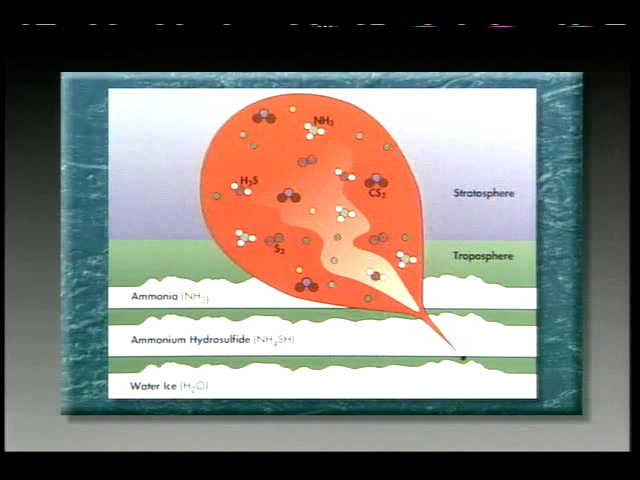 NH3
H2S
CS2
Stratosphere
S2
Troposphere
Ammonia (NH3)
Ammonium Hydrosulfide (NH4SH)
Water Ice (H2O)